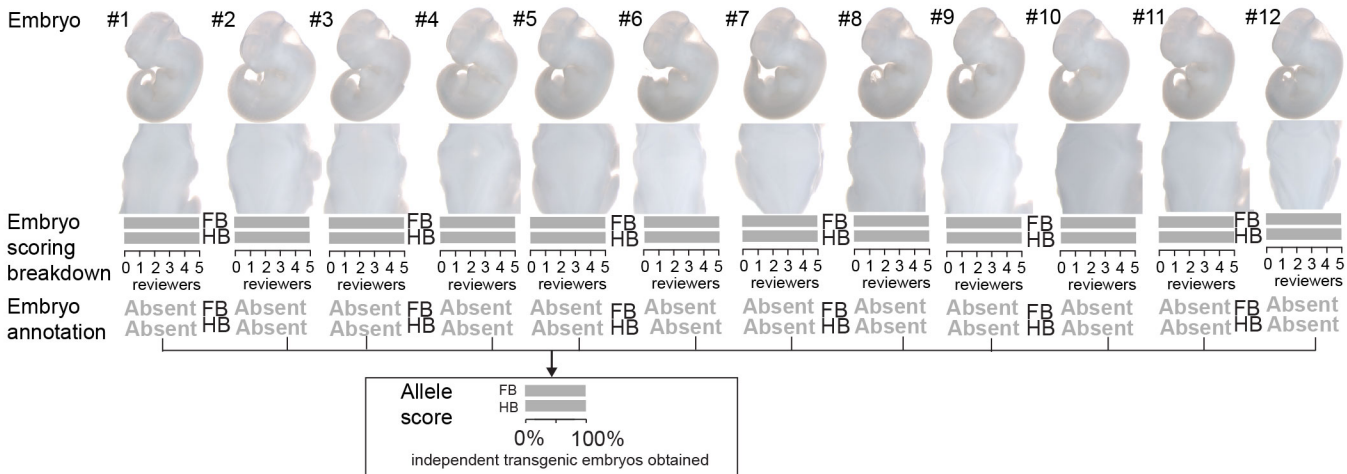 Embryo #1 #2 #3 #4 #5 #6 #7 #8 #9 #10 #11 #12
Embryo scoring breakdown
FB FB FB FB FB FB
HB HB HB HB HB HB
0 1 2 3 4 5 0 1 2 3 4 5 0 1 2 3 4 5 0 1 2 3 4 5 0 1 2 3 4 5 0 1 2 3 4 5 0 1 2 3 4 5 0 1 2 3 4 5 0 1 2 3 4 5 0 1 2 3 4 5 0 1 2 3 4 5 0 1 2 3 4 5
reviewers reviewers reviewers reviewers reviewers reviewers reviewers reviewers reviewers reviewers reviewers reviewers
Embryo annotation
Absent FB Absent Absent FB Absent Absent FB Absent Absent FB Absent Absent FB Absent Absent FB Absent
Absent HB Absent Absent HB Absent Absent HB Absent Absent HB Absent Absent HB Absent Absent HB Absent
Allele score
FB
HB
0% 100%
independent transgenic embryos obtained